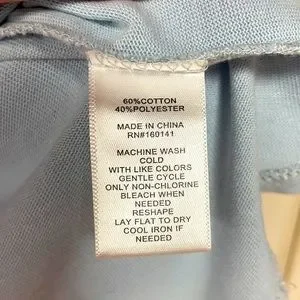 60%COTTON
40%POLYESTER
MADE IN CHINA
RN#160141
MACHINE WASH
COLD
WITH LIKE COLORS
GENTLE CYCLE
ONLY NON-CHLORINE
BLEACH WHEN
NEEDED
RESHAPE
LAY FLAT TO DRY
COOL IRON IF
NEEDED